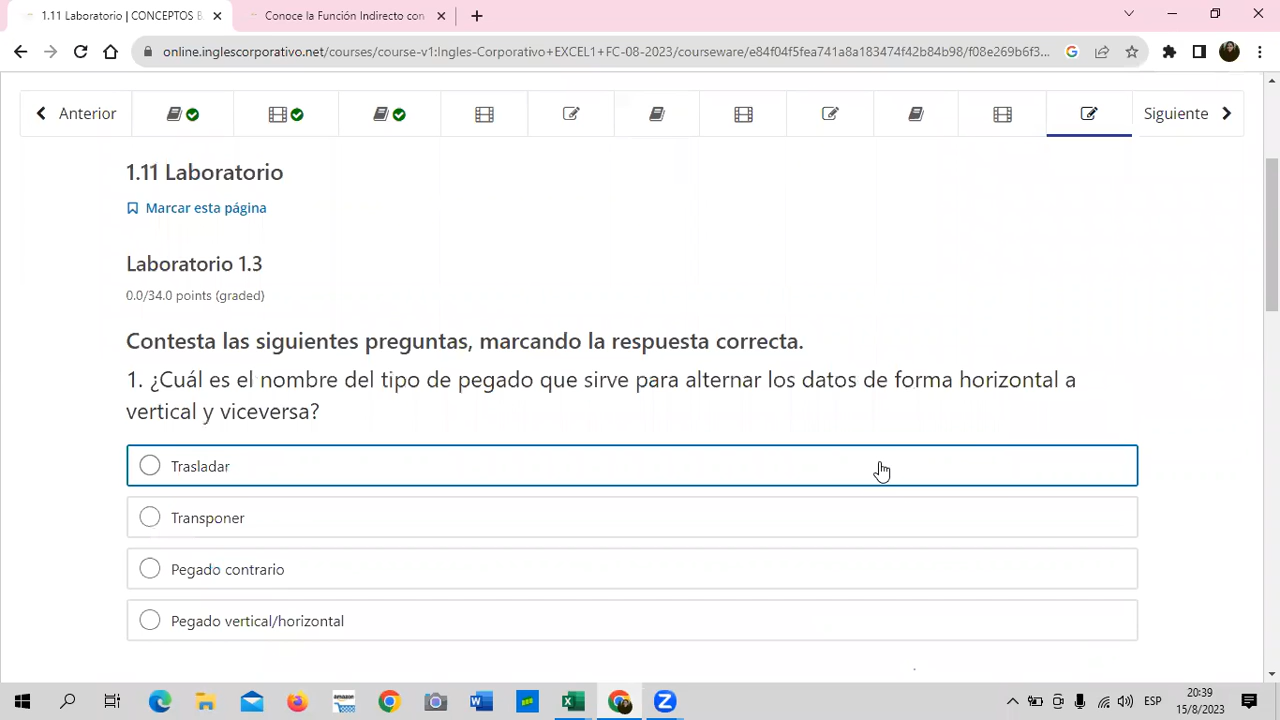 1.11 Laboratorio | CONCEPTOS B
Conoce la Función Indirecto con
online.inglescorporativo.net/courses/course-v1:Ingles-Corporativo+EXCEL1+FC-08-2023/courseware/e84f04f5fea741a8a183474f42b84b98/f08e269b6f3...
Anterior
Siguiente
1.11 Laboratorio
Marcar esta página
Laboratorio 1.3
0.0/34.0 points (graded)
Contesta las siguientes preguntas, marcando la respuesta correcta.
1. ¿Cuál es el nombre del tipo de pegado que sirve para alternar los datos de forma horizontal a
vertical y viceversa?
Trasladar
Transponer
Pegado contrario
Pegado vertical/horizontal
ESP
20:39
15/8/2023